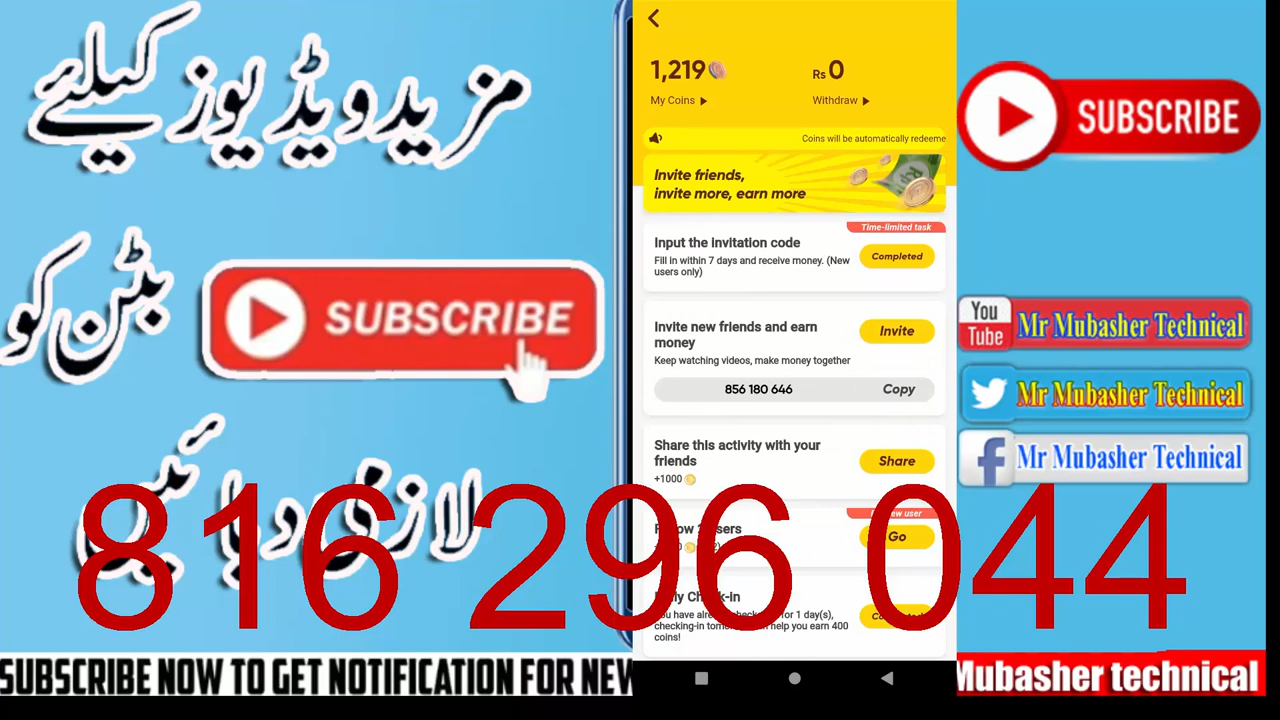 مزید ویڈیوز کیلئے
بٹن کو
SUBSCRIBE
لازمی دبائیں
SUBSCRIBE NOW TO GET NOTIFICATION FOR NEW
1,219
Rs 0
My Coins
Withdraw
Coins will be automatically redeeme
Invite friends,
invite more, earn more
Time-limited task
Input the invitation code
Fill in within 7 days and receive money. (New
users only)
Completed
Invite new friends and earn
money
Invite
Keep watching videos, make money together
856 180 646
Copy
Share this activity with your
friends
+1000
Share
Go
checking-in
help you earn 400
coins!
816 296 044
SUBSCRIBE
You
Tube
Mr Mubasher Technical
Mr Mubasher Technical
Mr Mubasher Technical
Mubasher technical